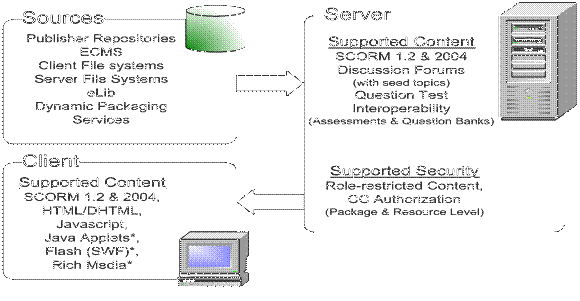 Sources
Publisher Repositories
ECMS
Client File systems
Server File Systems
eLib
Dynamic Packaging
Services
Server
Supported Content
SCORM 1.2 & 2004
Discussion Forums
(with seed topics)
Question Test
Interoperability
(Assessments & Question Banks)
Supported Security
Role-restricted Content,
CC Authorization
(Package & Resource Level)
Client
Supported Content
SCORM 1.2 & 2004,
HTML/DHTML,
Javascript,
Java Applets*,
Flash (SWF)*,
Rich Media*